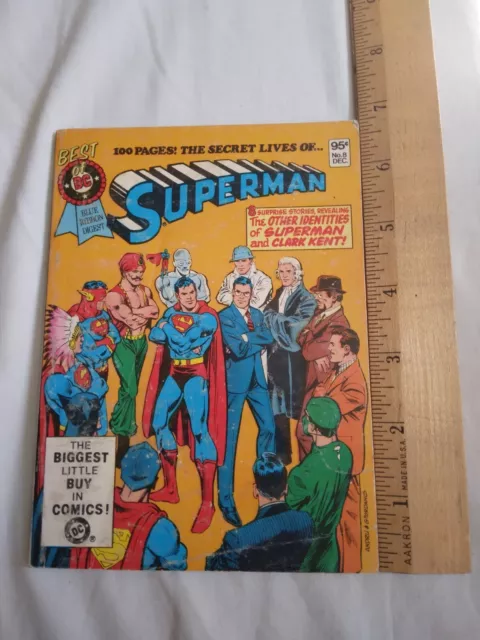 BEST
of
DC
BLUE
RIBBON
DIGEST
100 PAGES! THE SECRET LIVES OF...
95¢
No.8
DEC.
SUPERMAN
8 SURPRISE STORIES, REVEALING
The OTHER IDENTITIES
of SUPERMAN
and CLARK KENT!
THE
BIGGEST
LITTLE
BUY
IN
COMICS!
DC
®
7
6
5
4
3
2
1
MADE IN U.S.A.
AAKRON